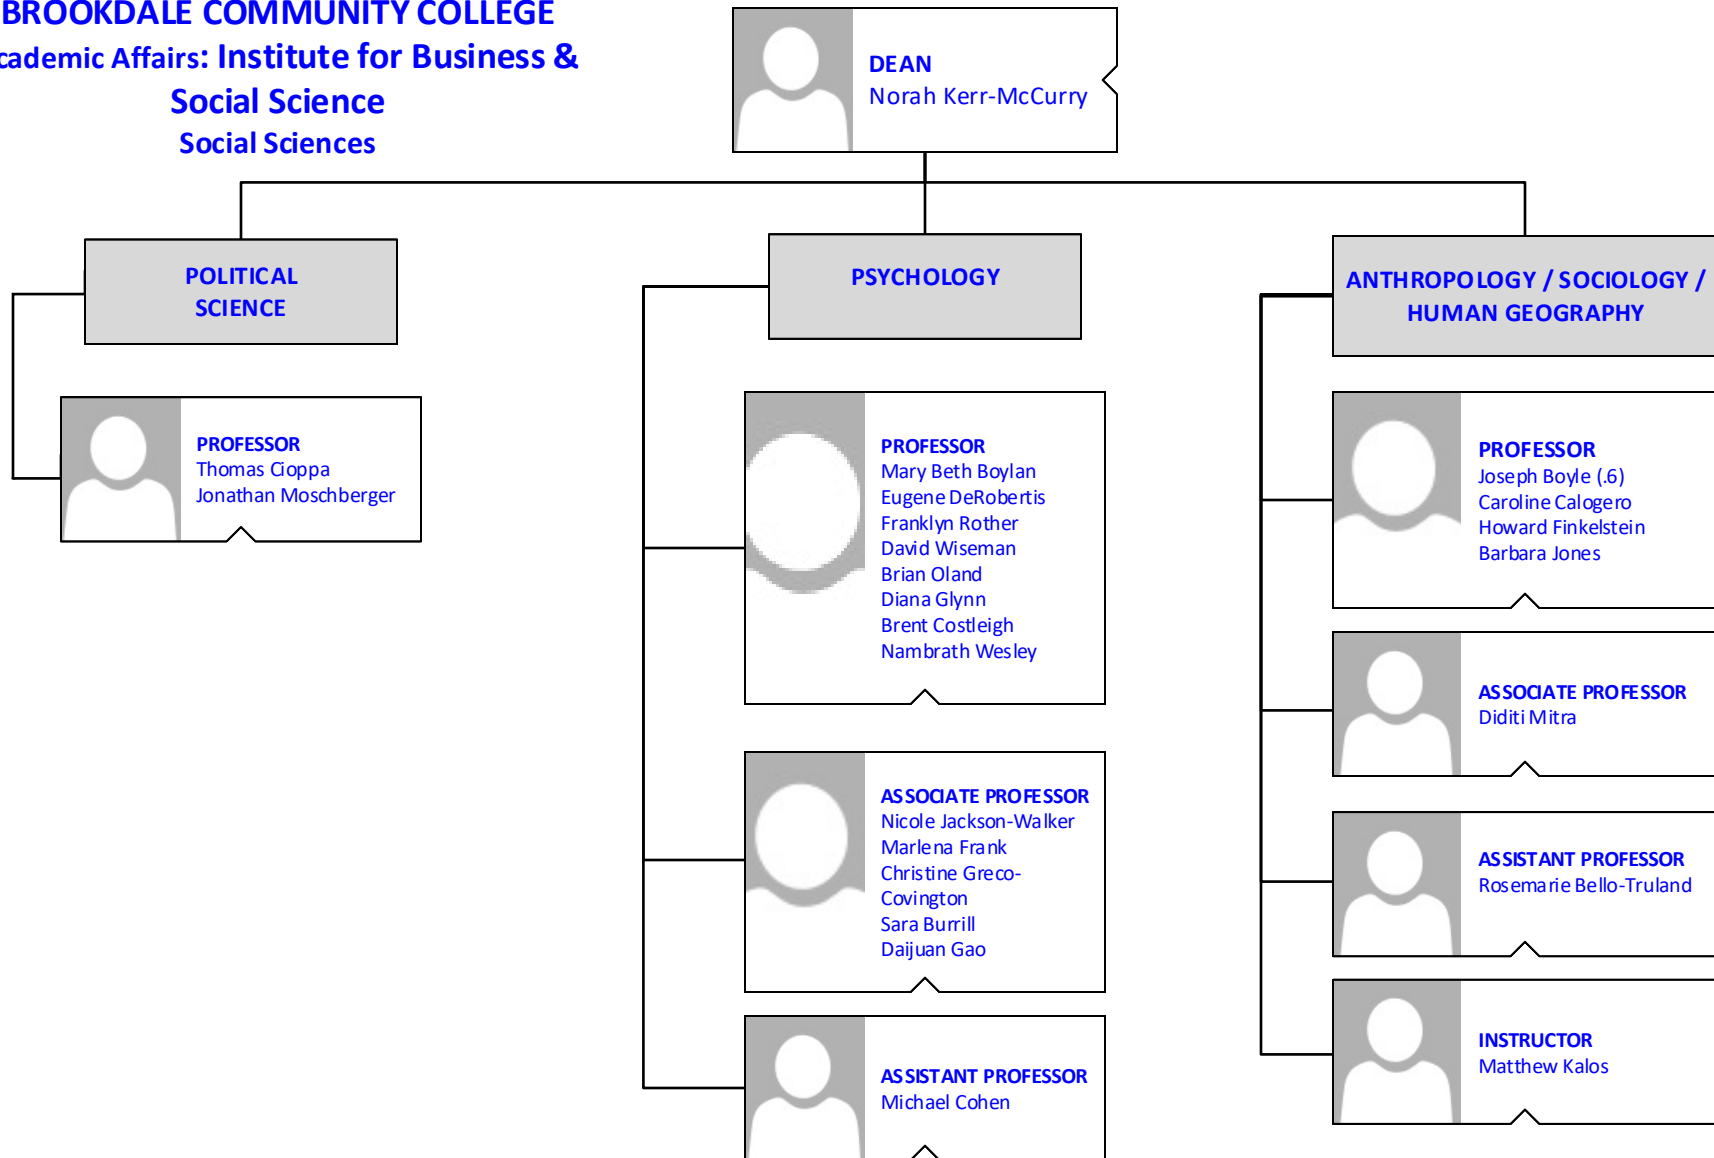 BROOKDALE COMMUNITY COLLEGE
cademic Affairs: Institute for Business &
Social Science
Social Sciences
DEAN
Norah Kerr-McCurry
POLITICAL
SCIENCE
PROFESSOR
Thomas Cioppa
Jonathan Moschberger
PSYCHOLOGY
PROFESSOR
Mary Beth Boylan
Eugene DeRobertis
Franklyn Rother
David Wiseman
Brian Oland
Diana Glynn
Brent Costleigh
Nambrath Wesley
ASSOCIATE PROFESSOR
Nicole Jackson-Walker
Marlena Frank
Christine Greco-
Covington
Sara Burrill
Daijuan Gao
ASSISTANT PROFESSOR
Michael Cohen
ANTHROPOLOGY / SOCIOLOGY /
HUMAN GEOGRAPHY
PROFESSOR
Joseph Boyle (.6)
Caroline Calogero
Howard Finkelstein
Barbara Jones
ASSOCIATE PROFESSOR
Diditi Mitra
ASSISTANT PROFESSOR
Rosemarie Bello-Truland
INSTRUCTOR
Matthew Kalos